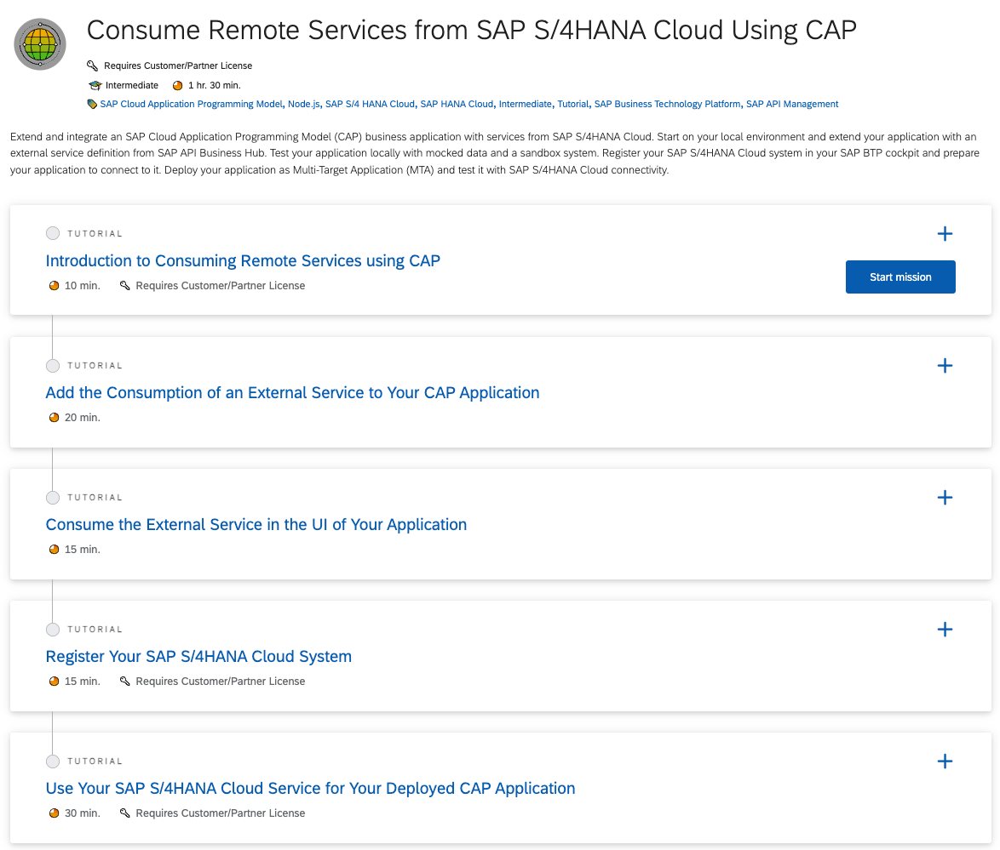 Consume Remote Services from SAP S/4HANA Cloud Using CAP
Requires Customer/Partner License
Intermediate 1 hr. 30 min.
SAP Cloud Application Programming Model, Node.js, SAP S/4 HANA Cloud, SAP HANA Cloud, Intermediate, Tutorial, SAP Business Technology Platform, SAP API Management
Extend and integrate an SAP Cloud Application Programming Model (CAP) business application with services from SAP S/4HANA Cloud. Start on your local environment and extend your application with an
external service definition from SAP API Business Hub. Test your application locally with mocked data and a sandbox system. Register your SAP S/4HANA Cloud system in your SAP BTP cockpit and prepare
your application to connect to it. Deploy your application as Multi-Target Application (MTA) and test it with SAP S/4HANA Cloud connectivity.
TUTORIAL
Introduction to Consuming Remote Services using CAP
Start mission
10 min. Requires Customer/Partner License
TUTORIAL
Add the Consumption of an External Service to Your CAP Application
20 min.
TUTORIAL
Consume the External Service in the UI of Your Application
15 min.
TUTORIAL
Register Your SAP S/4HANA Cloud System
15 min. Requires Customer/Partner License
TUTORIAL
Use Your SAP S/4HANA Cloud Service for Your Deployed CAP Application
30 min. Requires Customer/Partner License